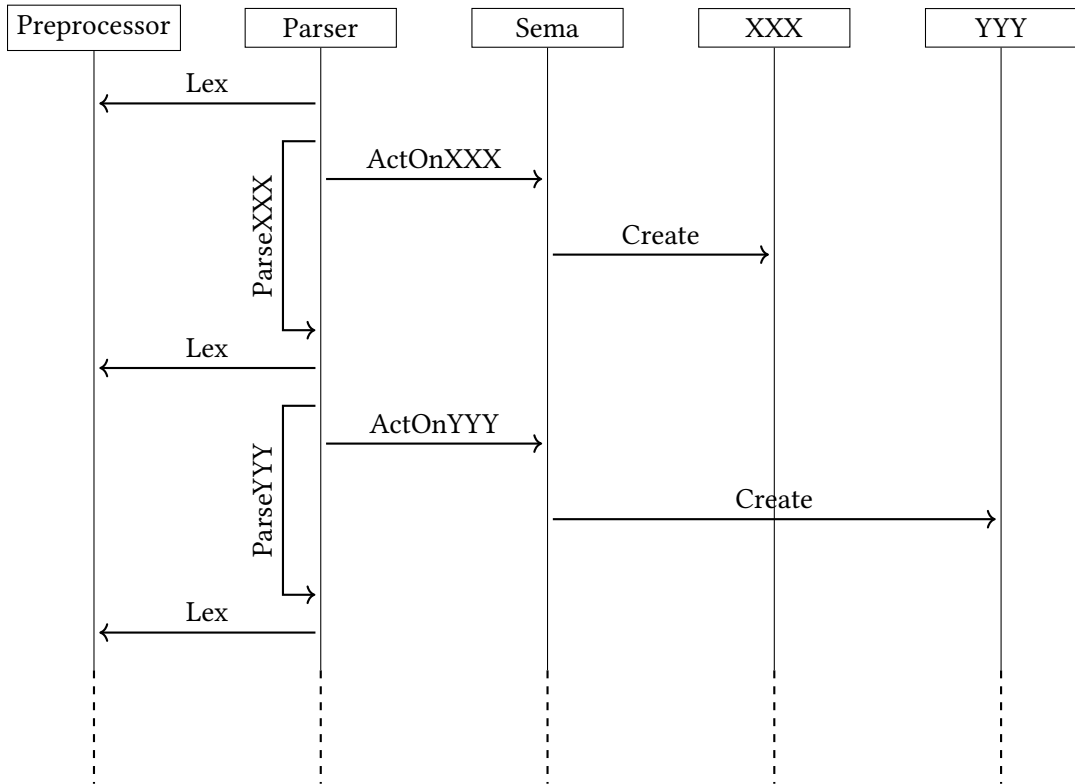 Preprocessor
Parser
Sema
XXX
YYY
Lex
ActOnXXX
ParseXXX
Create
Lex
ActOnYYY
ParseYYY
Create
Lex